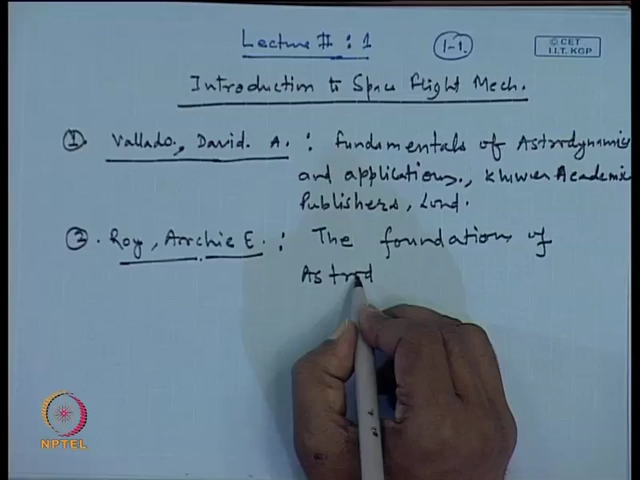 Lecture # : 1
1-1.
© CET
I.I.T. KGP
Introduction to Space Flight Mech.
1. Vallado., David. A. : Fundamentals of Astrodynamics
and applications., Kluwer Academic
Publishers, Lond.
2. Roy, Archie E. : The foundation of
Astrod
NPTEL